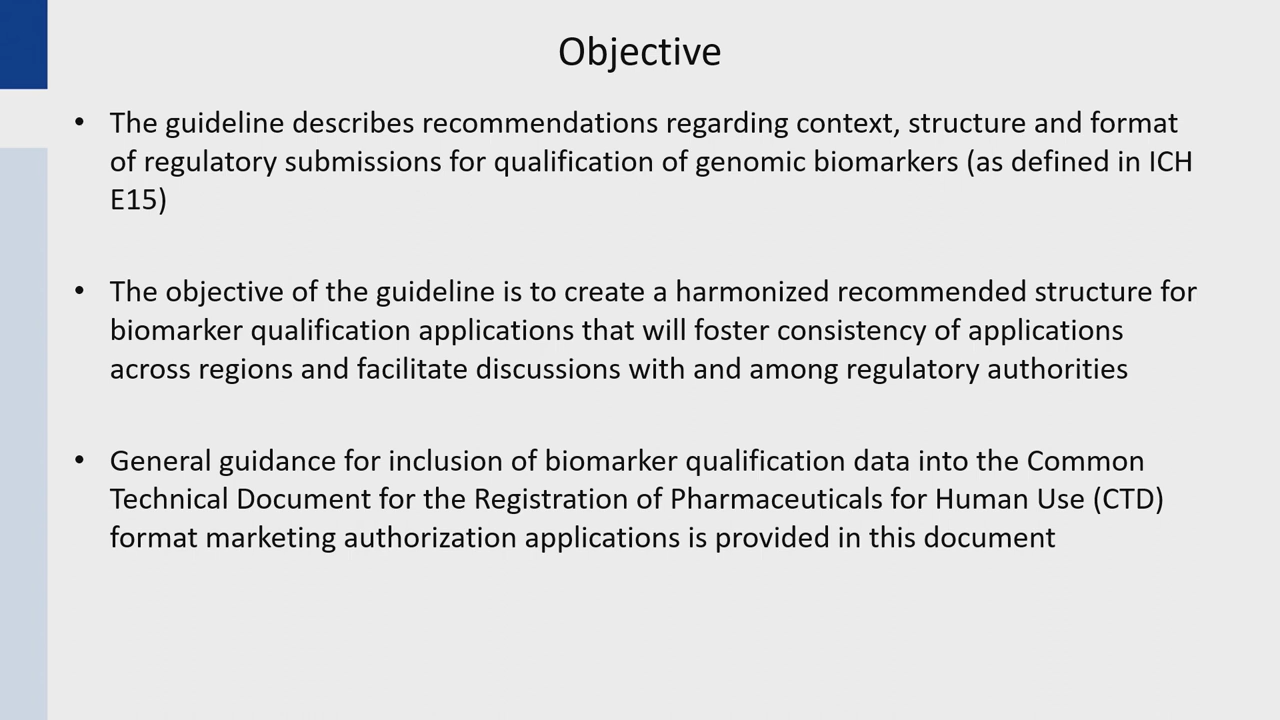 Objective
• The guideline describes recommendations regarding context, structure and format
of regulatory submissions for qualification of genomic biomarkers (as defined in ICH
E15)
• The objective of the guideline is to create a harmonized recommended structure for
biomarker qualification applications that will foster consistency of applications
across regions and facilitate discussions with and among regulatory authorities
• General guidance for inclusion of biomarker qualification data into the Common
Technical Document for the Registration of Pharmaceuticals for Human Use (CTD)
format marketing authorization applications is provided in this document